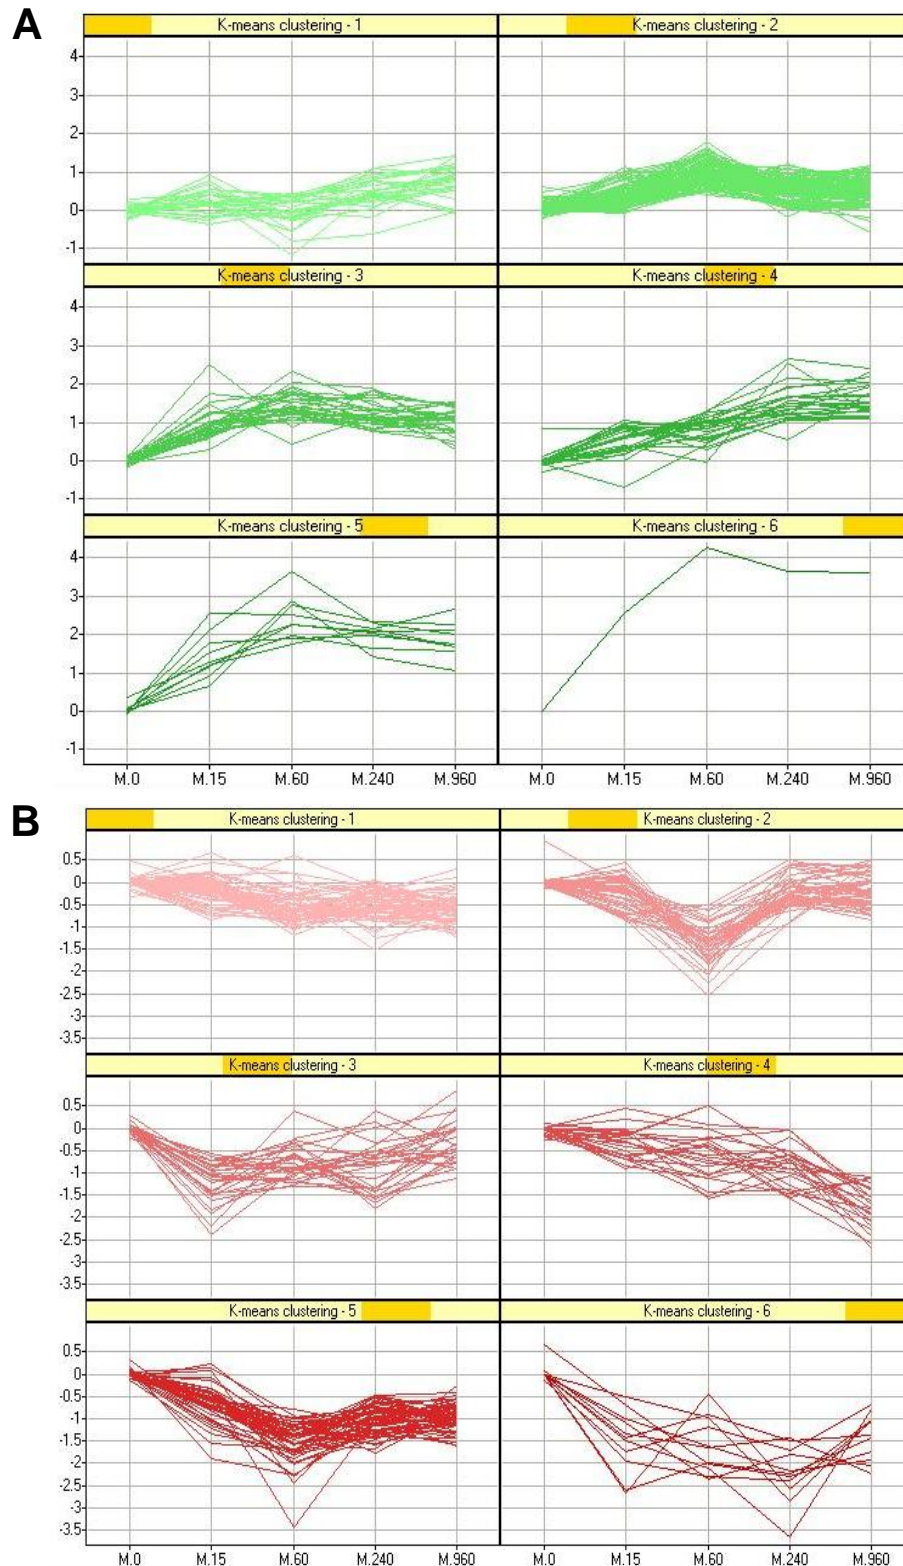 A
K-means clustering - 1
K-means clustering - 2
4
3
2
1
0
-1
K-means clustering - 3
K-means clustering - 4
4
3
2
1
0
-1
K-means clustering - 5
K-means clustering - 6
4
3
2
1
0
-1
M.0 M.15 M.60 M.240 M.960 M.0 M.15 M.60 M.240 M.960
B
K-means clustering - 1
K-means clustering - 2
0.5
0
-0.5
-1
-1.5
-2
-2.5
-3
-3.5
K-means clustering - 3
K-means clustering - 4
0.5
0
-0.5
-1
-1.5
-2
-2.5
-3
-3.5
K-means clustering - 5
K-means clustering - 6
0.5
0
-0.5
-1
-1.5
-2
-2.5
-3
-3.5
M.0 M.15 M.60 M.240 M.960 M.0 M.15 M.60 M.240 M.960